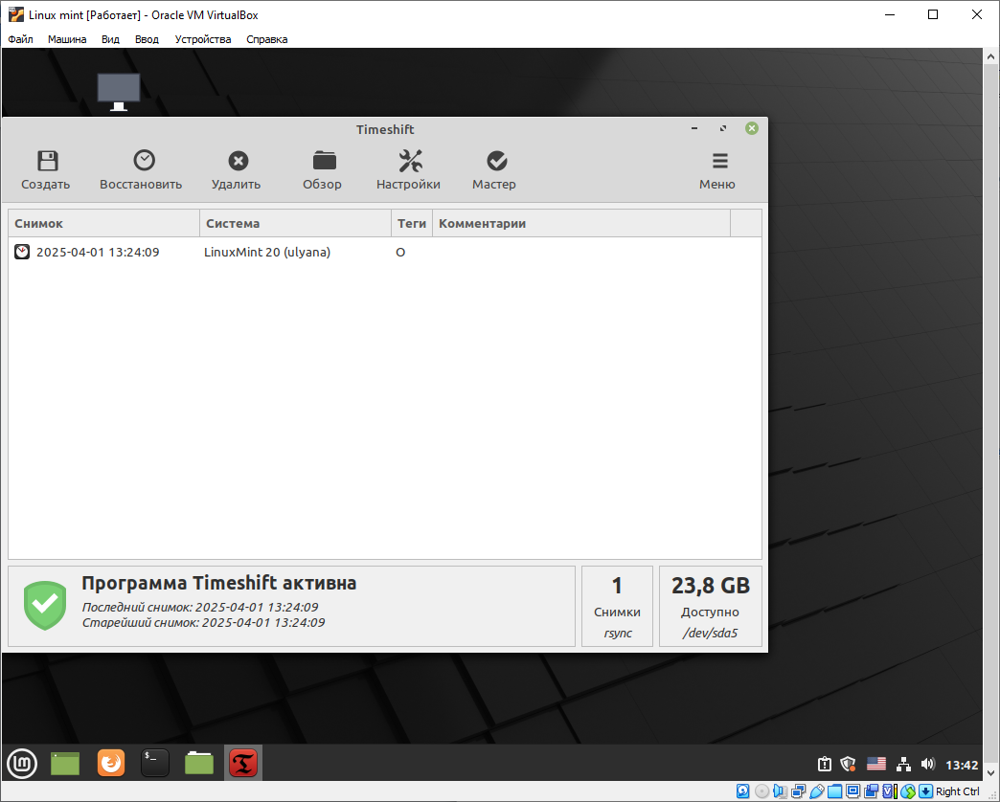 Linux mint [Работает] - Oracle VM VirtualBox
Файл Машина Вид Ввод Устройства Справка
Timeshift
Создать Восстановить Удалить Обзор Настройки Мастер Меню
Снимок Система Теги Комментарии
2025-04-01 13:24:09 LinuxMint 20 (ulyana) O
Программа Timeshift активна
Последний снимок: 2025-04-01 13:24:09
Старейший снимок: 2025-04-01 13:24:09
1
Снимки
rsync
23,8 GB
Доступно
/dev/sda5
13:42
Right Ctrl